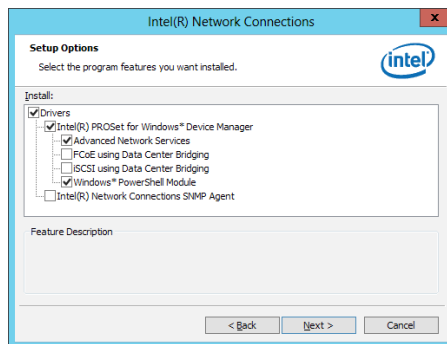 Intel(R) Network Connections
x
Setup Options
Select the program features you want installed.
intel
Install:
Drivers
Intel(R) PROSet for Windows* Device Manager
Advanced Network Services
FCoE using Data Center Bridging
iSCSI using Data Center Bridging
Windows* PowerShell Module
Intel(R) Network Connections SNMP Agent
Feature Description
< Back Next > Cancel